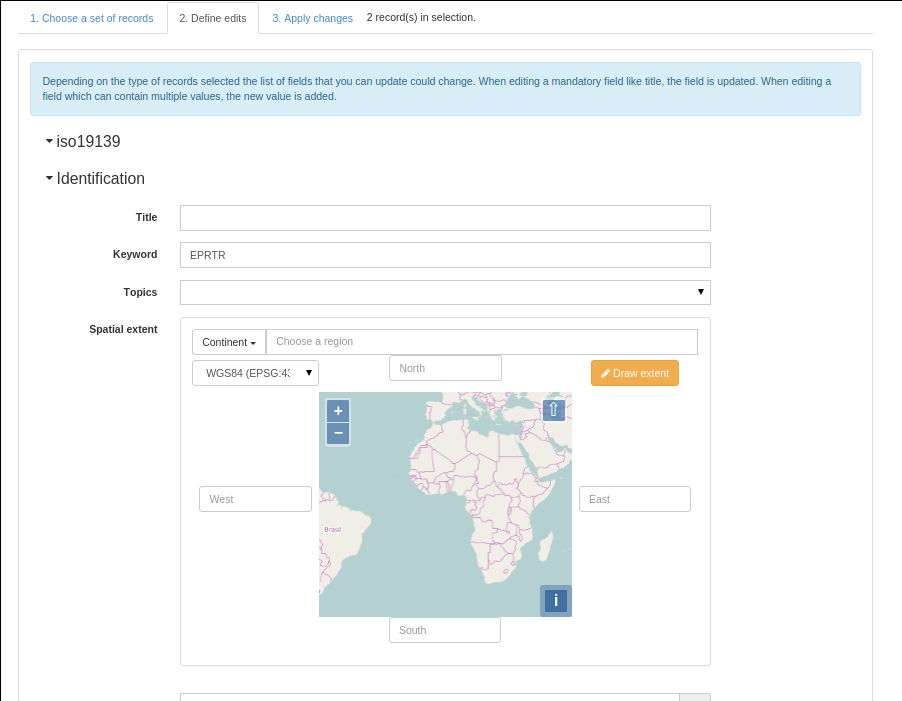 1. Choose a set of records 2. Define edits 3. Apply changes 2 record(s) in selection.
Depending on the type of records selected the list of fields that you can update could change. When editing a mandatory field like title, the field is updated. When editing a
field which can contain multiple values, the new value is added.
iso19139
Identification
Title
Keyword EPRTR
Topics
Spatial extent
Continent Choose a region
WGS84 (EPSG:43
North
Draw extent
+
−
Brasil
West
East
i
South